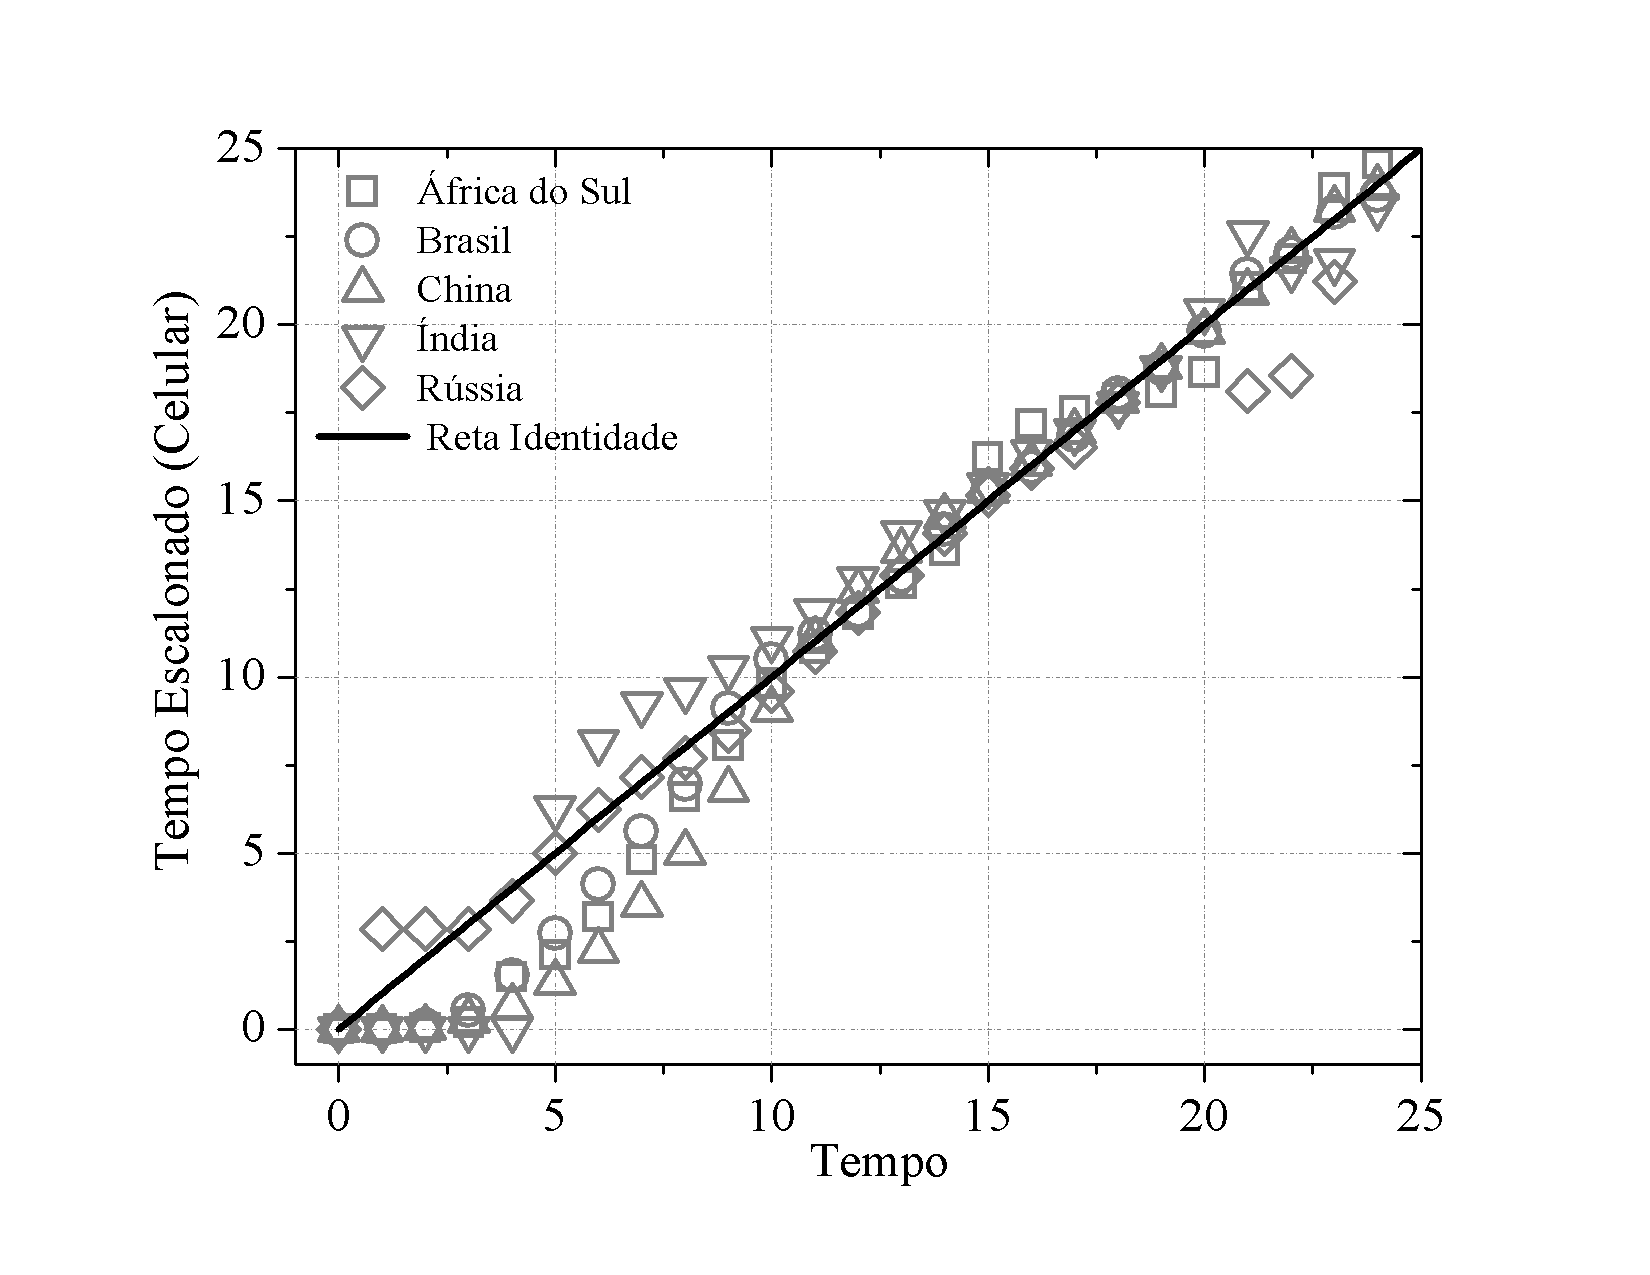 Tempo Escalonado (Celular)
25
20
15
10
5
0
África do Sul
Brasil
China
Índia
Rússia
Reta Identidade
0 5 10 15 20 25
Tempo